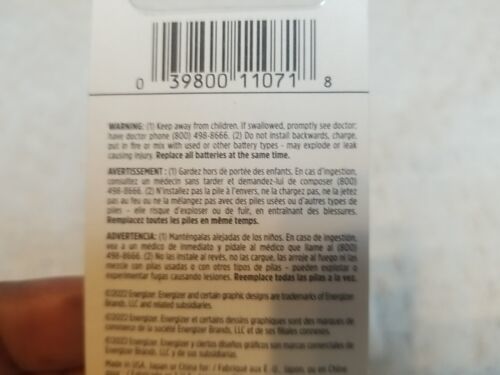 0 39800 11071 8
WARNING: (1) Keep away from children. If swallowed, promptly see doctor;
have doctor phone (800) 498-8666. (2) Do not install backwards, charge,
put in fire or mix with used or other battery types - may explode or leak
causing injury. Replace all batteries at the same time.
AVERTISSEMENT : (1) Gardez hors de portée des enfants. En cas d'ingestion,
consultez un médecin sans tarder et demandez-lui de composer (800)
498-8666. (2) N'installez pas la pile à l'envers, ne la chargez pas, ne la jetez
pas au feu ou ne la mélangez pas avec des piles usées ou d'autres types de
piles - elle risque d'exploser ou de fuir, en entraînant des blessures.
Remplacez toutes les piles en même temps.
ADVERTENCIA: (1) Manténgalas alejadas de los niños. En caso de ingestión,
vea a un médico de inmediato y pídale al médico que llame al (800)
498-8666. (2) No las instale al revés, no las cargue, las arroje al fuego ni las
mezcle con pilas usadas o con otros tipos de pilas - pueden explotar o
experimentar fugas causando lesiones. Reemplace todas las pilas a la vez.
©2022 Energizer. Energizer and certain graphic designs are trademarks of Energizer
Brands, LLC and related subsidiaries.
©2022 Energizer. Energizer et certains dessins graphiques sont des marques de
commerce de la société Energizer Brands, LLC et de ses filiales connexes.
©2022 Energizer. Energizer y ciertos diseños gráficos son marcas comerciales de
Energizer Brands, LLC y de sus subsidiarias.
Made in USA, Japan or China for: / Fabriqué aux É.-U., Japon, ou en Chine